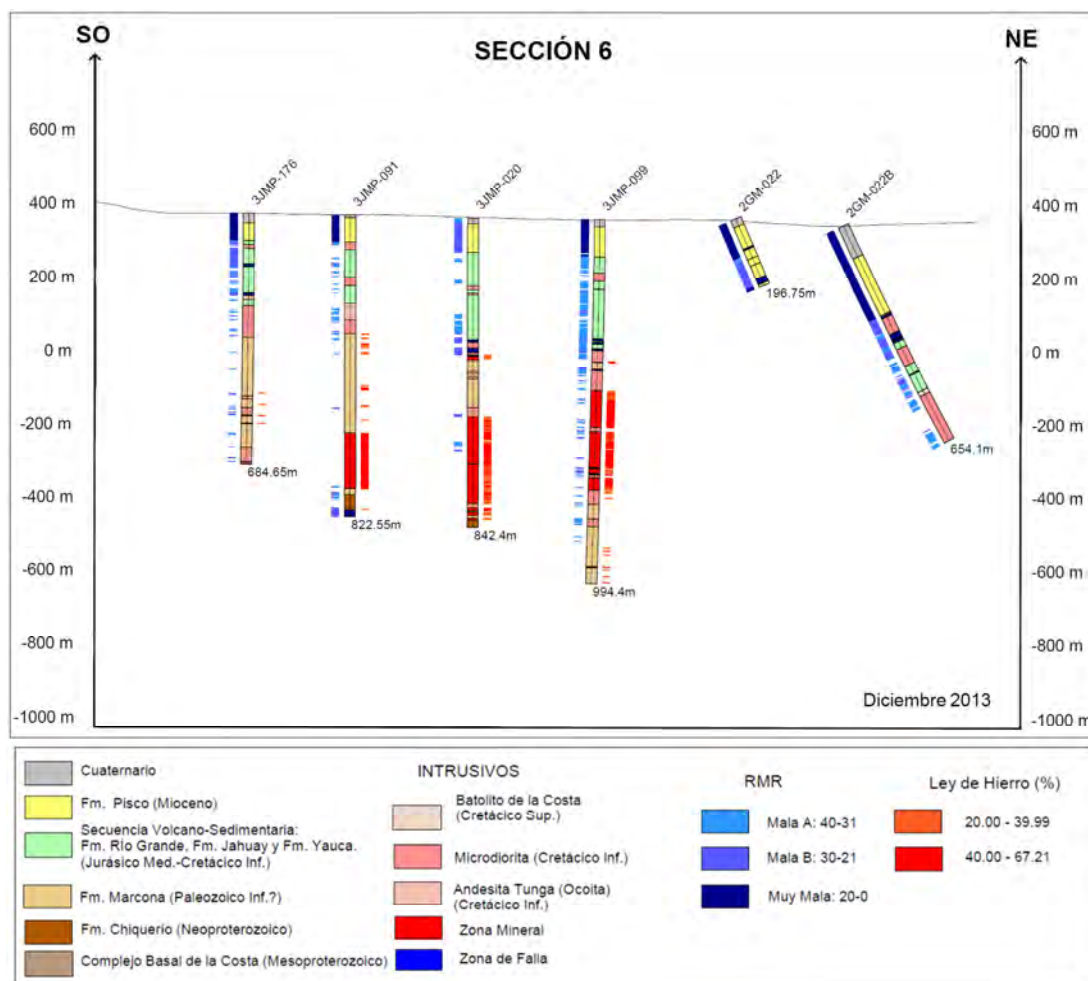 SO
SECCIÓN 6
NE
600 m
400 m
200 m
0 m
-200 m
-400 m
-600 m
-800 m
-1000 m
600 m
400 m
200 m
0 m
-200 m
-400 m
-600 m
-800 m
-1000 m
3JMP-176
3JMP-091
3JMP-020
3JMP-099
2GM-022
2GM-022B
684.65m
822.55m
842.4m
994.4m
196.75m
654.1m
Diciembre 2013
Cuaternario
Fm. Pisco (Mioceno)
Secuencia Volcano-Sedimentaria:
Fm. Río Grande, Fm. Jahuay y Fm. Yauca.
(Jurásico Med.-Cretácico Inf.)
Fm. Marcona (Paleozoico Inf.?)
Fm. Chiquerío (Neoproterozoico)
Complejo Basal de la Costa (Mesoproterozoico)
INTRUSIVOS
Batolito de la Costa
(Cretácico Sup.)
Microdiorita (Cretácico Inf.)
Andesita Tunga (Ocoita)
(Cretácico Inf.)
Zona Mineral
Zona de Falla
RMR
Mala A: 40-31
Mala B: 30-21
Muy Mala: 20-0
Ley de Hierro (%)
20.00 - 39.99
40.00 - 67.21